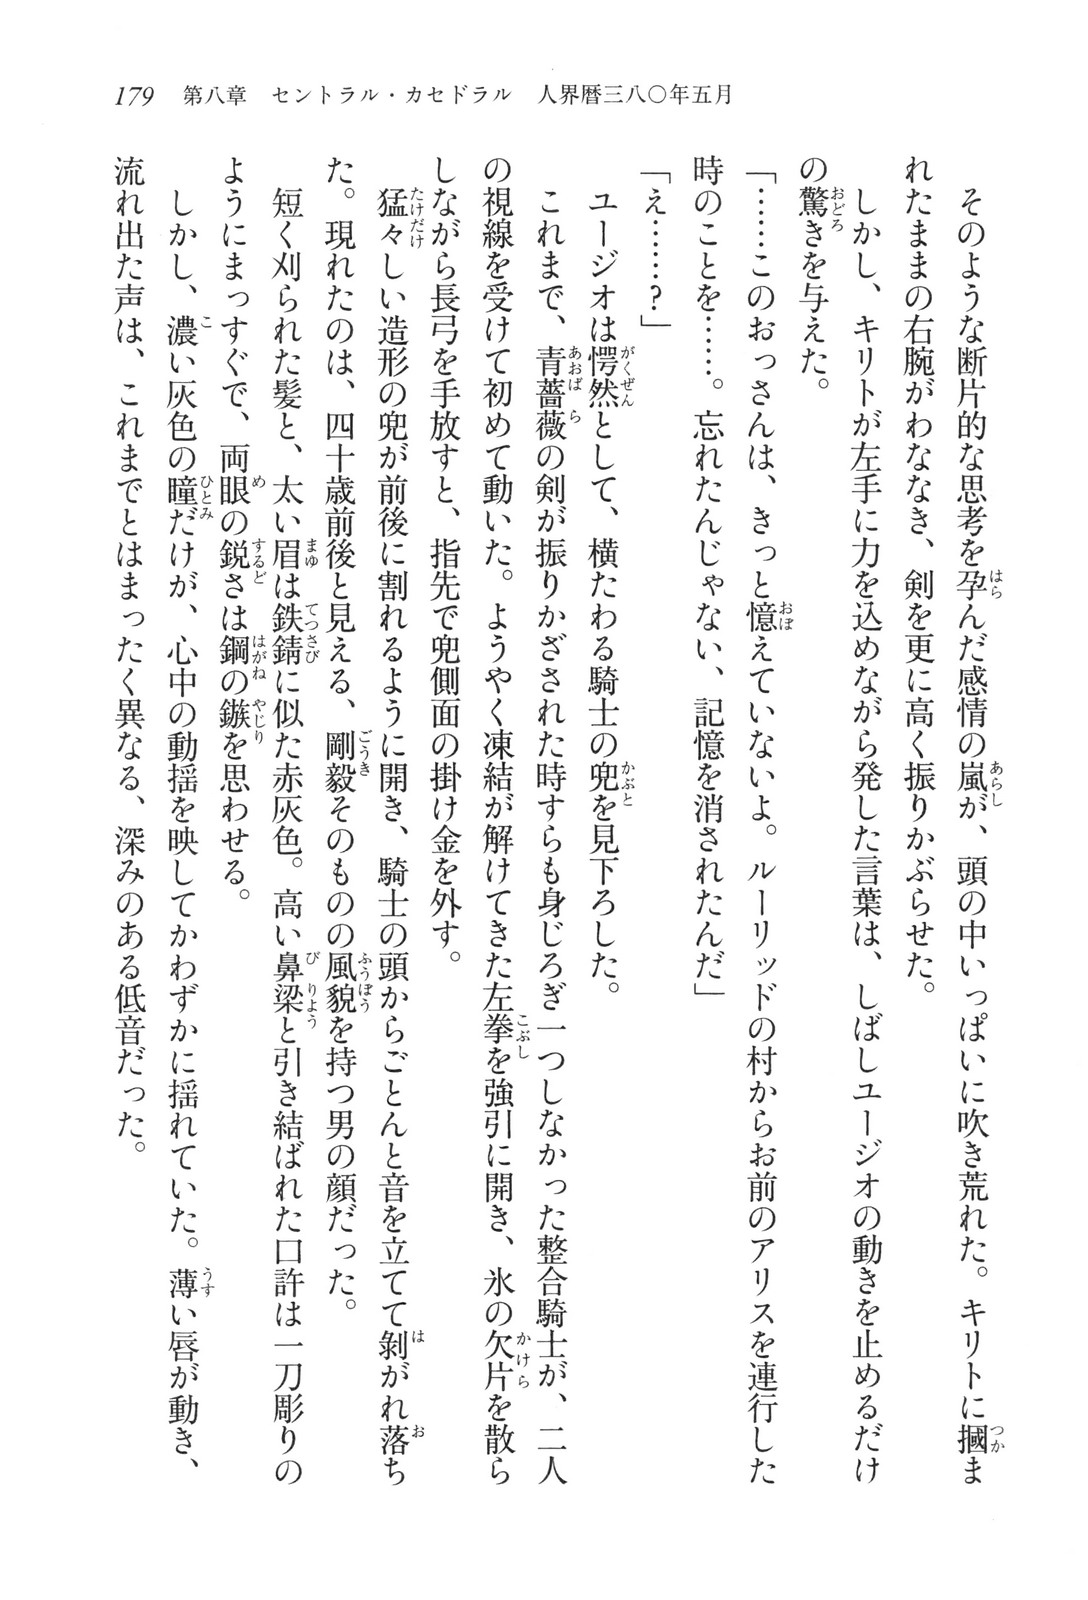 179　第八章　セントラル・カセドラル　人界暦三八〇年五月
　そのような断片的な思考を孕んだ感情の嵐が、頭の中いっぱいに吹き荒れた。キリトに摑ま
れたままの右腕がわななき、剣を更に高く振りかぶらせた。
　しかし、キリトが左手に力を込めながら発した言葉は、しばしユージオの動きを止めるだけ
の驚きを与えた。
「……このおっさんは、きっと憶えていないよ。ルーリッドの村からお前のアリスを連行した
時のことを……。忘れたんじゃない、記憶を消されたんだ」
「え……？」
　ユージオは愕然として、横たわる騎士の兜を見下ろした。
　これまで、青薔薇の剣が振りかざされた時すらも身じろぎ一つしなかった整合騎士が、二人
の視線を受けて初めて動いた。ようやく凍結が解けてきた左拳を強引に開き、氷の欠片を散ら
しながら長弓を手放すと、指先で兜側面の掛け金を外す。
　猛々しい造形の兜が前後に割れるように開き、騎士の頭からごとんと音を立てて剝がれ落ち
た。現れたのは、四十歳前後と見える、剛毅そのものの風貌を持つ男の顔だった。
　短く刈られた髪と、太い眉は鉄錆に似た赤灰色。高い鼻梁と引き結ばれた口許は一刀彫りの
ようにまっすぐで、両眼の鋭さは鋼の鏃を思わせる。
　しかし、濃い灰色の瞳だけが、心中の動揺を映してかわずかに揺れていた。薄い唇が動き、
流れ出た声は、これまでとはまったく異なる、深みのある低音だった。